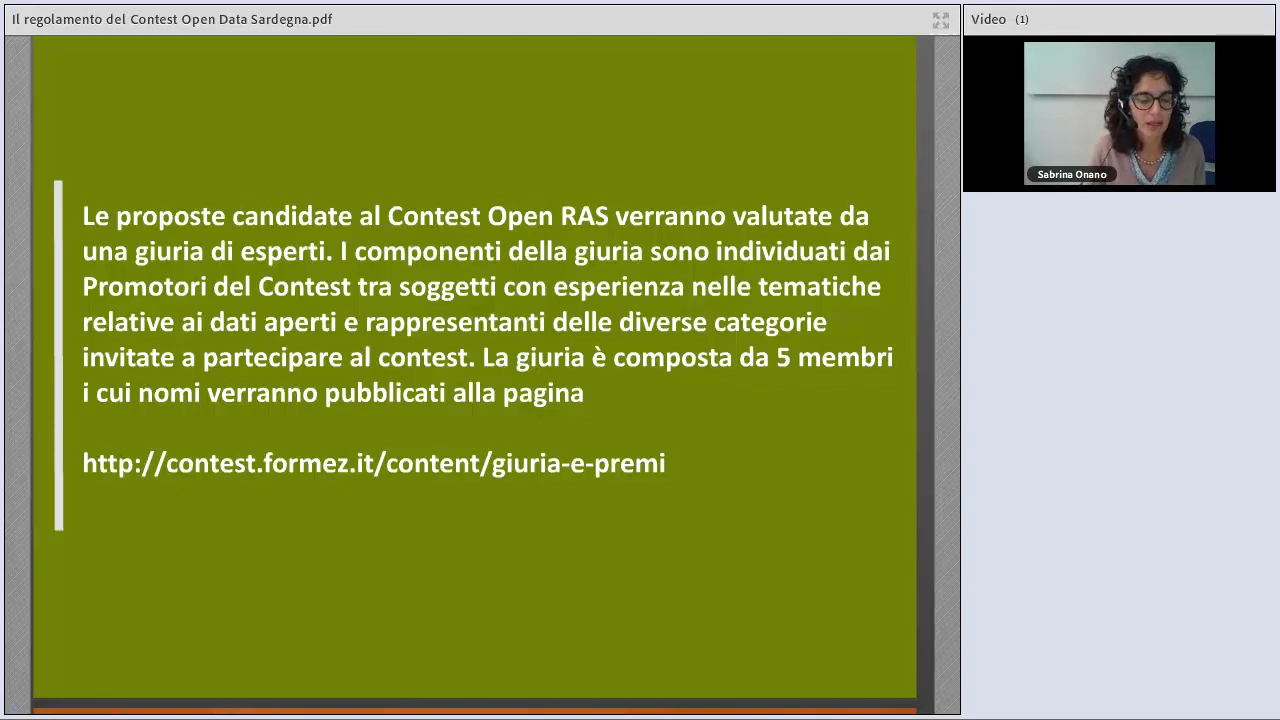 Il regolamento del Contest Open Data Sardegna.pdf
Video (1)
Sabrina Onano
Le proposte candidate al Contest Open RAS verranno valutate da
una giuria di esperti. I componenti della giuria sono individuati dai
Promotori del Contest tra soggetti con esperienza nelle tematiche
relative ai dati aperti e rappresentanti delle diverse categorie
invitate a partecipare al contest. La giuria è composta da 5 membri
i cui nomi verranno pubblicati alla pagina
http://contest.formez.it/content/giuria-e-premi